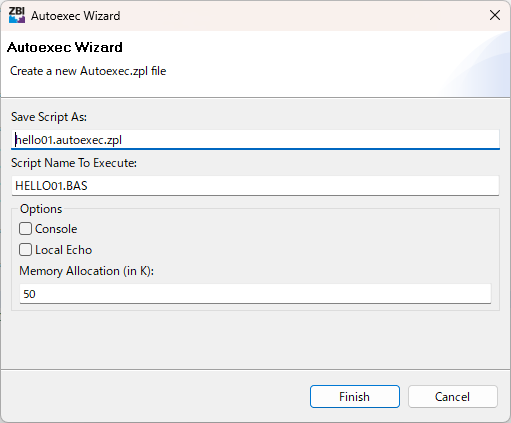 ZBI Autoexec Wizard
Autoexec Wizard
Create a new Autoexec.zpl file
Save Script As:
hello01.autoexec.zpl
Script Name To Execute:
HELLO01.BAS
Options
Console
Local Echo
Memory Allocation (in K):
50
Finish Cancel